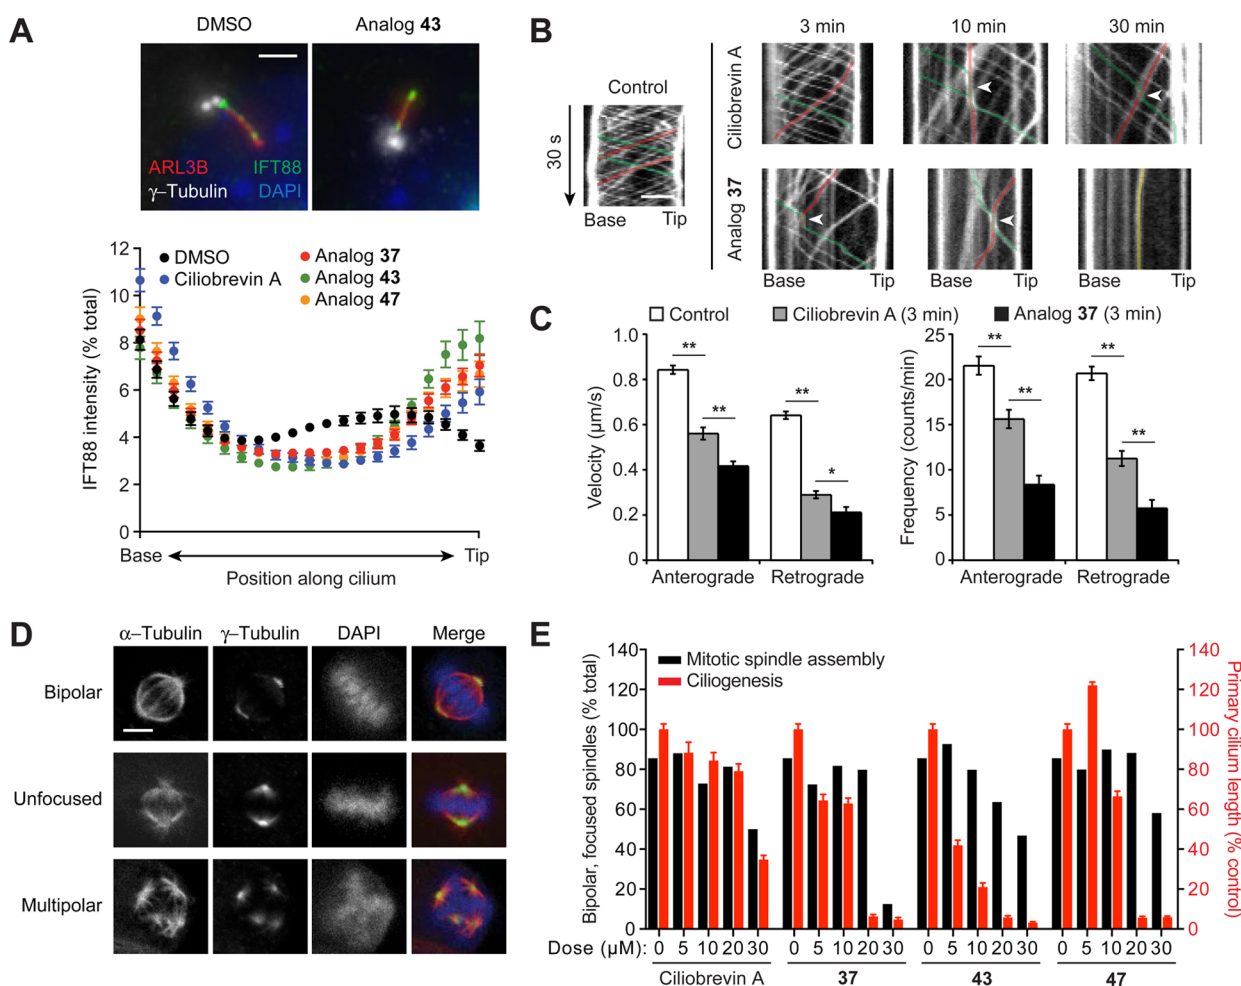 A
DMSO
Analog 43
ARL3B
IFT88
γ–Tubulin
DAPI
12
10
8
6
4
2
0
IFT88 intensity (% total)
DMSO
Ciliobrevin A
Analog 37
Analog 43
Analog 47
Base
Tip
Position along cilium
B
3 min
10 min
30 min
Control
30 s
Base
Tip
Ciliobrevin A
Analog 37
Base
Tip
Base
Tip
Base
Tip
C
Control
Ciliobrevin A (3 min)
Analog 37 (3 min)
Velocity (μm/s)
1.0
0.8
0.6
0.4
0.2
0
**
**
**
*
Anterograde
Retrograde
Frequency (counts/min)
25
20
15
10
5
0
**
**
**
**
Anterograde
Retrograde
D
α–Tubulin
γ–Tubulin
DAPI
Merge
Bipolar
Unfocused
Multipolar
E
Mitotic spindle assembly
Ciliogenesis
Bipolar, focused spindles (% total)
140
120
100
80
60
40
20
0
Primary cilium length (% control)
140
120
100
80
60
40
20
0
Dose (μM): 0 5 10 20 30 0 5 10 20 30 0 5 10 20 30 0 5 10 20 30
Ciliobrevin A 37 43 47